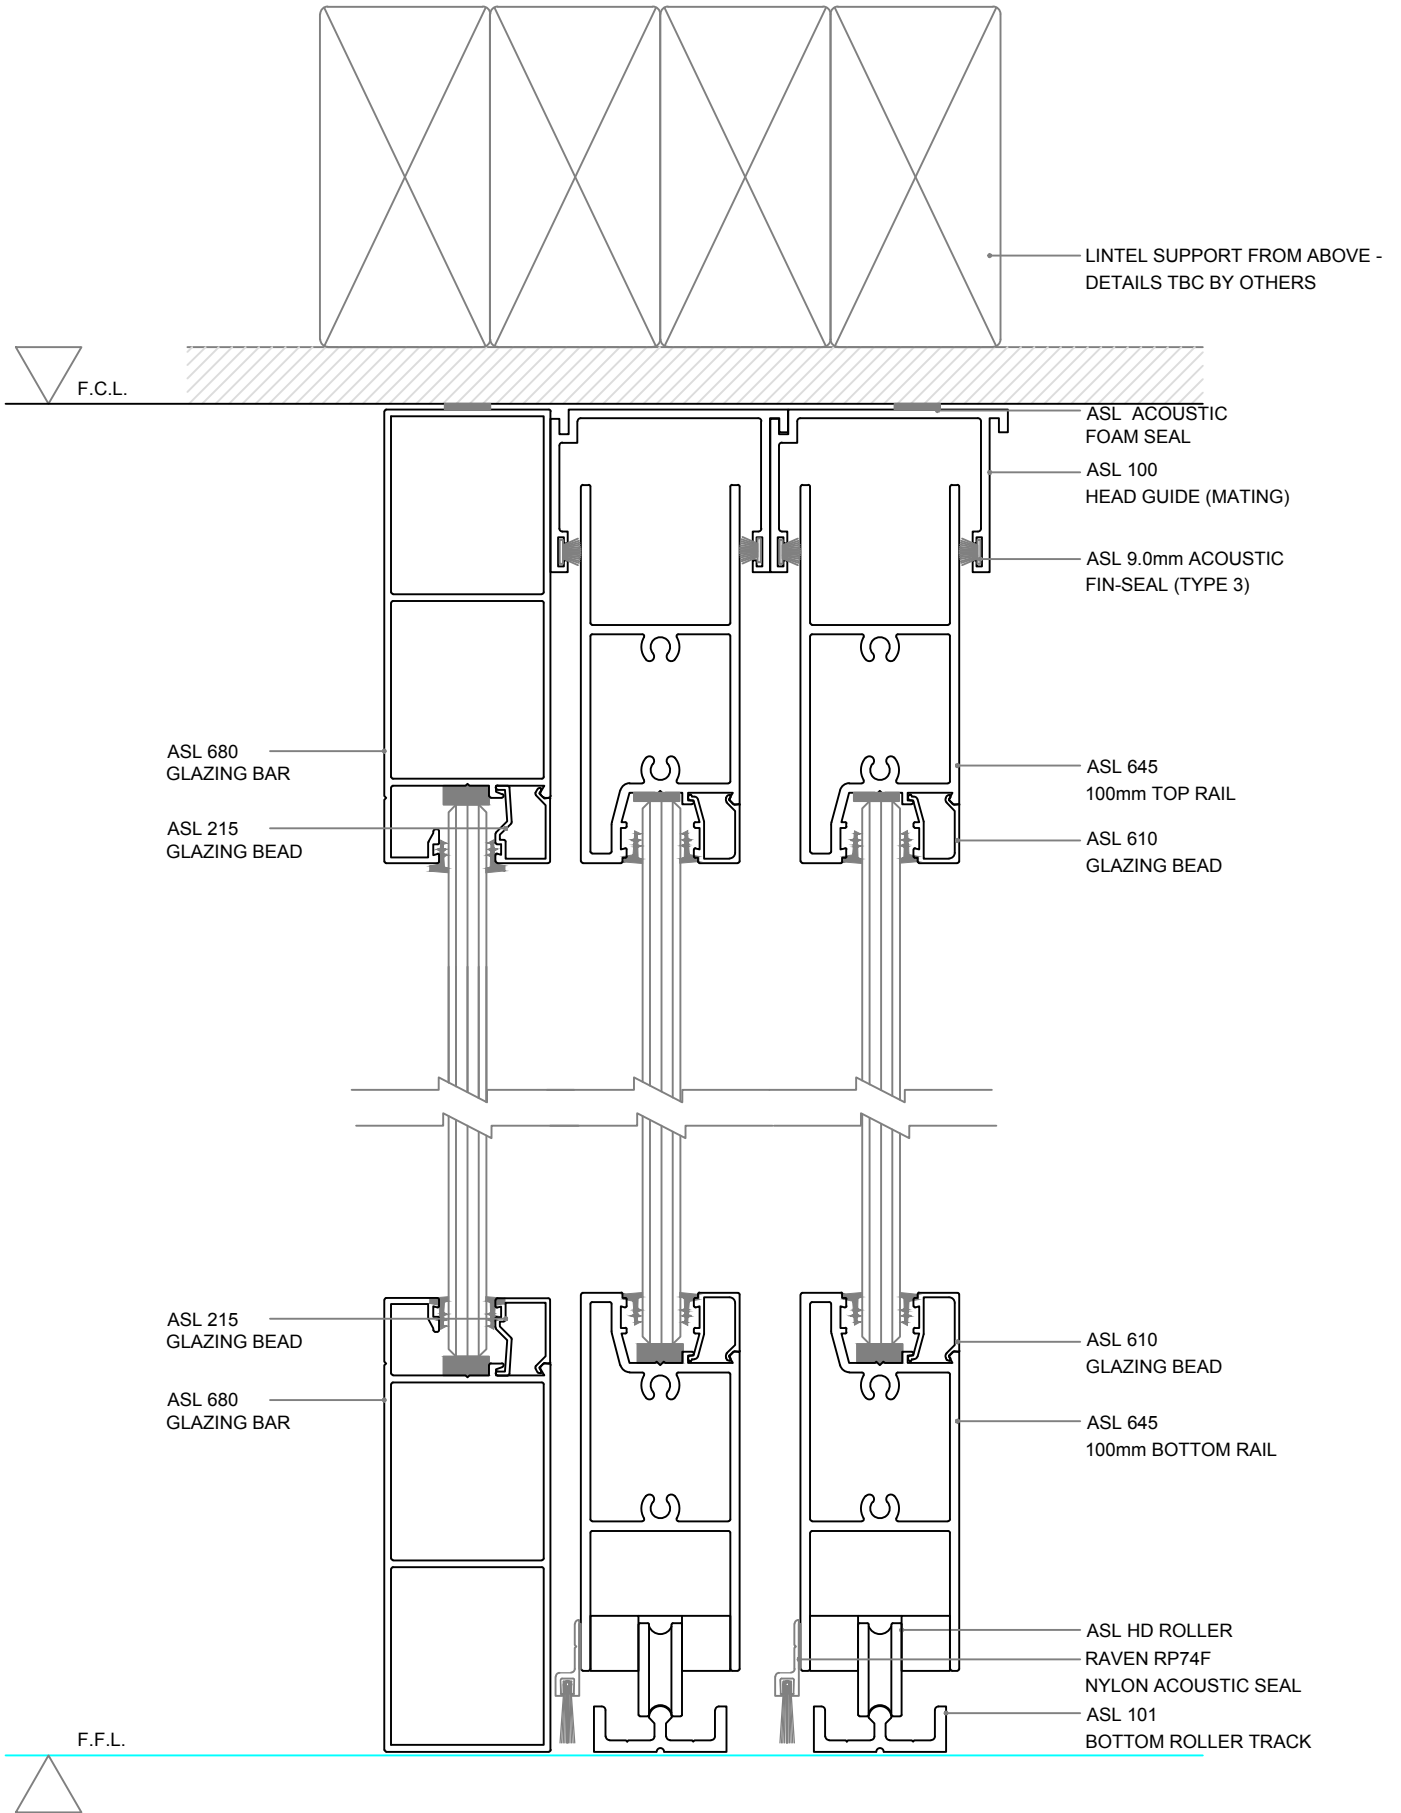 LINTEL SUPPORT FROM ABOVE -
DETAILS TBC BY OTHERS
F.C.L.
ASL ACOUSTIC
FOAM SEAL
ASL 100
HEAD GUIDE (MATING)
ASL 9.0mm ACOUSTIC
FIN-SEAL (TYPE 3)
ASL 680
GLAZING BAR
ASL 645
100mm TOP RAIL
ASL 215
GLAZING BEAD
ASL 610
GLAZING BEAD
ASL 215
GLAZING BEAD
ASL 610
GLAZING BEAD
ASL 680
GLAZING BAR
ASL 645
100mm BOTTOM RAIL
ASL HD ROLLER
RAVEN RP74F
NYLON ACOUSTIC SEAL
ASL 101
BOTTOM ROLLER TRACK
F.F.L.